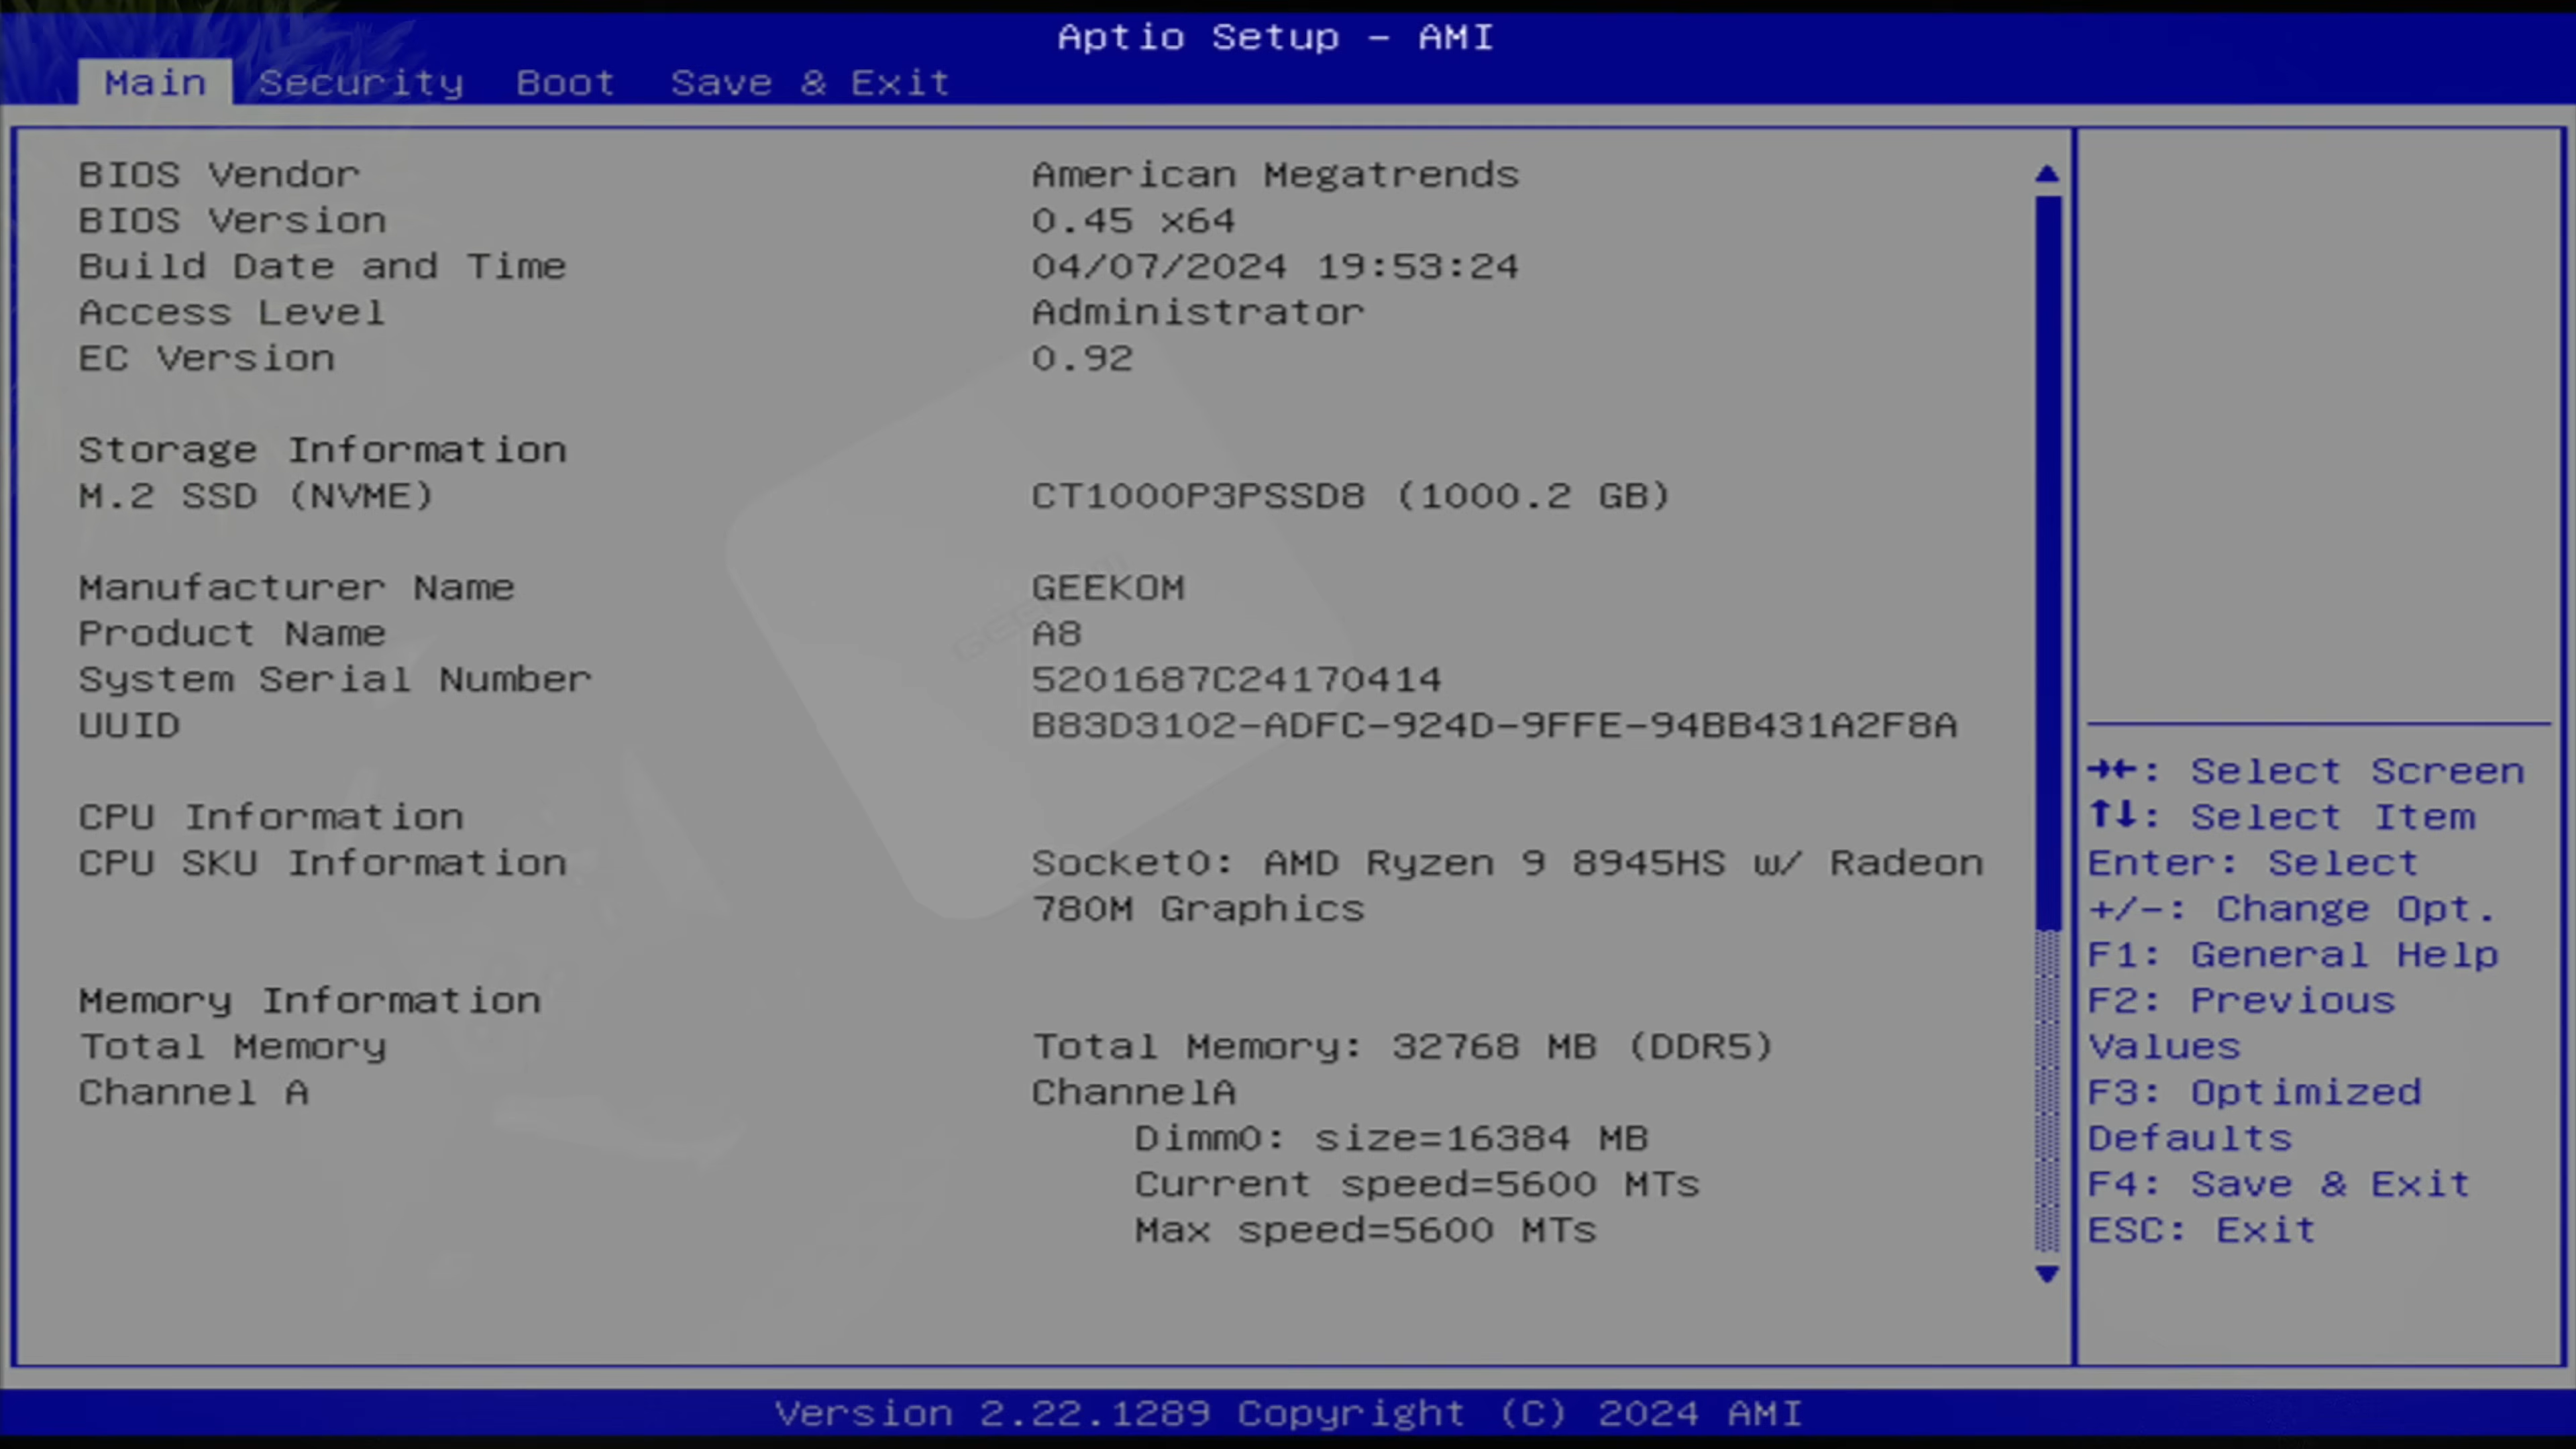 Aptio Setup - AMI
Main Security Boot Save & Exit
BIOS Vendor American Megatrends
BIOS Version 0.45 x64
Build Date and Time 04/07/2024 19:53:24
Access Level Administrator
EC Version 0.92
Storage Information
M.2 SSD (NVME) CT1000P3PSSD8 (1000.2 GB)
Manufacturer Name GEEKOM
Product Name A8
System Serial Number 5201687C24170414
UUID B83D3102-ADFC-924D-9FFE-94BB431A2F8A
CPU Information
CPU SKU Information Socket0: AMD Ryzen 9 8945HS w/ Radeon
780M Graphics
Memory Information
Total Memory Total Memory: 32768 MB (DDR5)
Channel A ChannelA
Dimm0: size=16384 MB
Current speed=5600 MTs
Max speed=5600 MTs
→←: Select Screen
↑↓: Select Item
Enter: Select
+/-: Change Opt.
F1: General Help
F2: Previous
Values
F3: Optimized
Defaults
F4: Save & Exit
ESC: Exit
Version 2.22.1289 Copyright (C) 2024 AMI